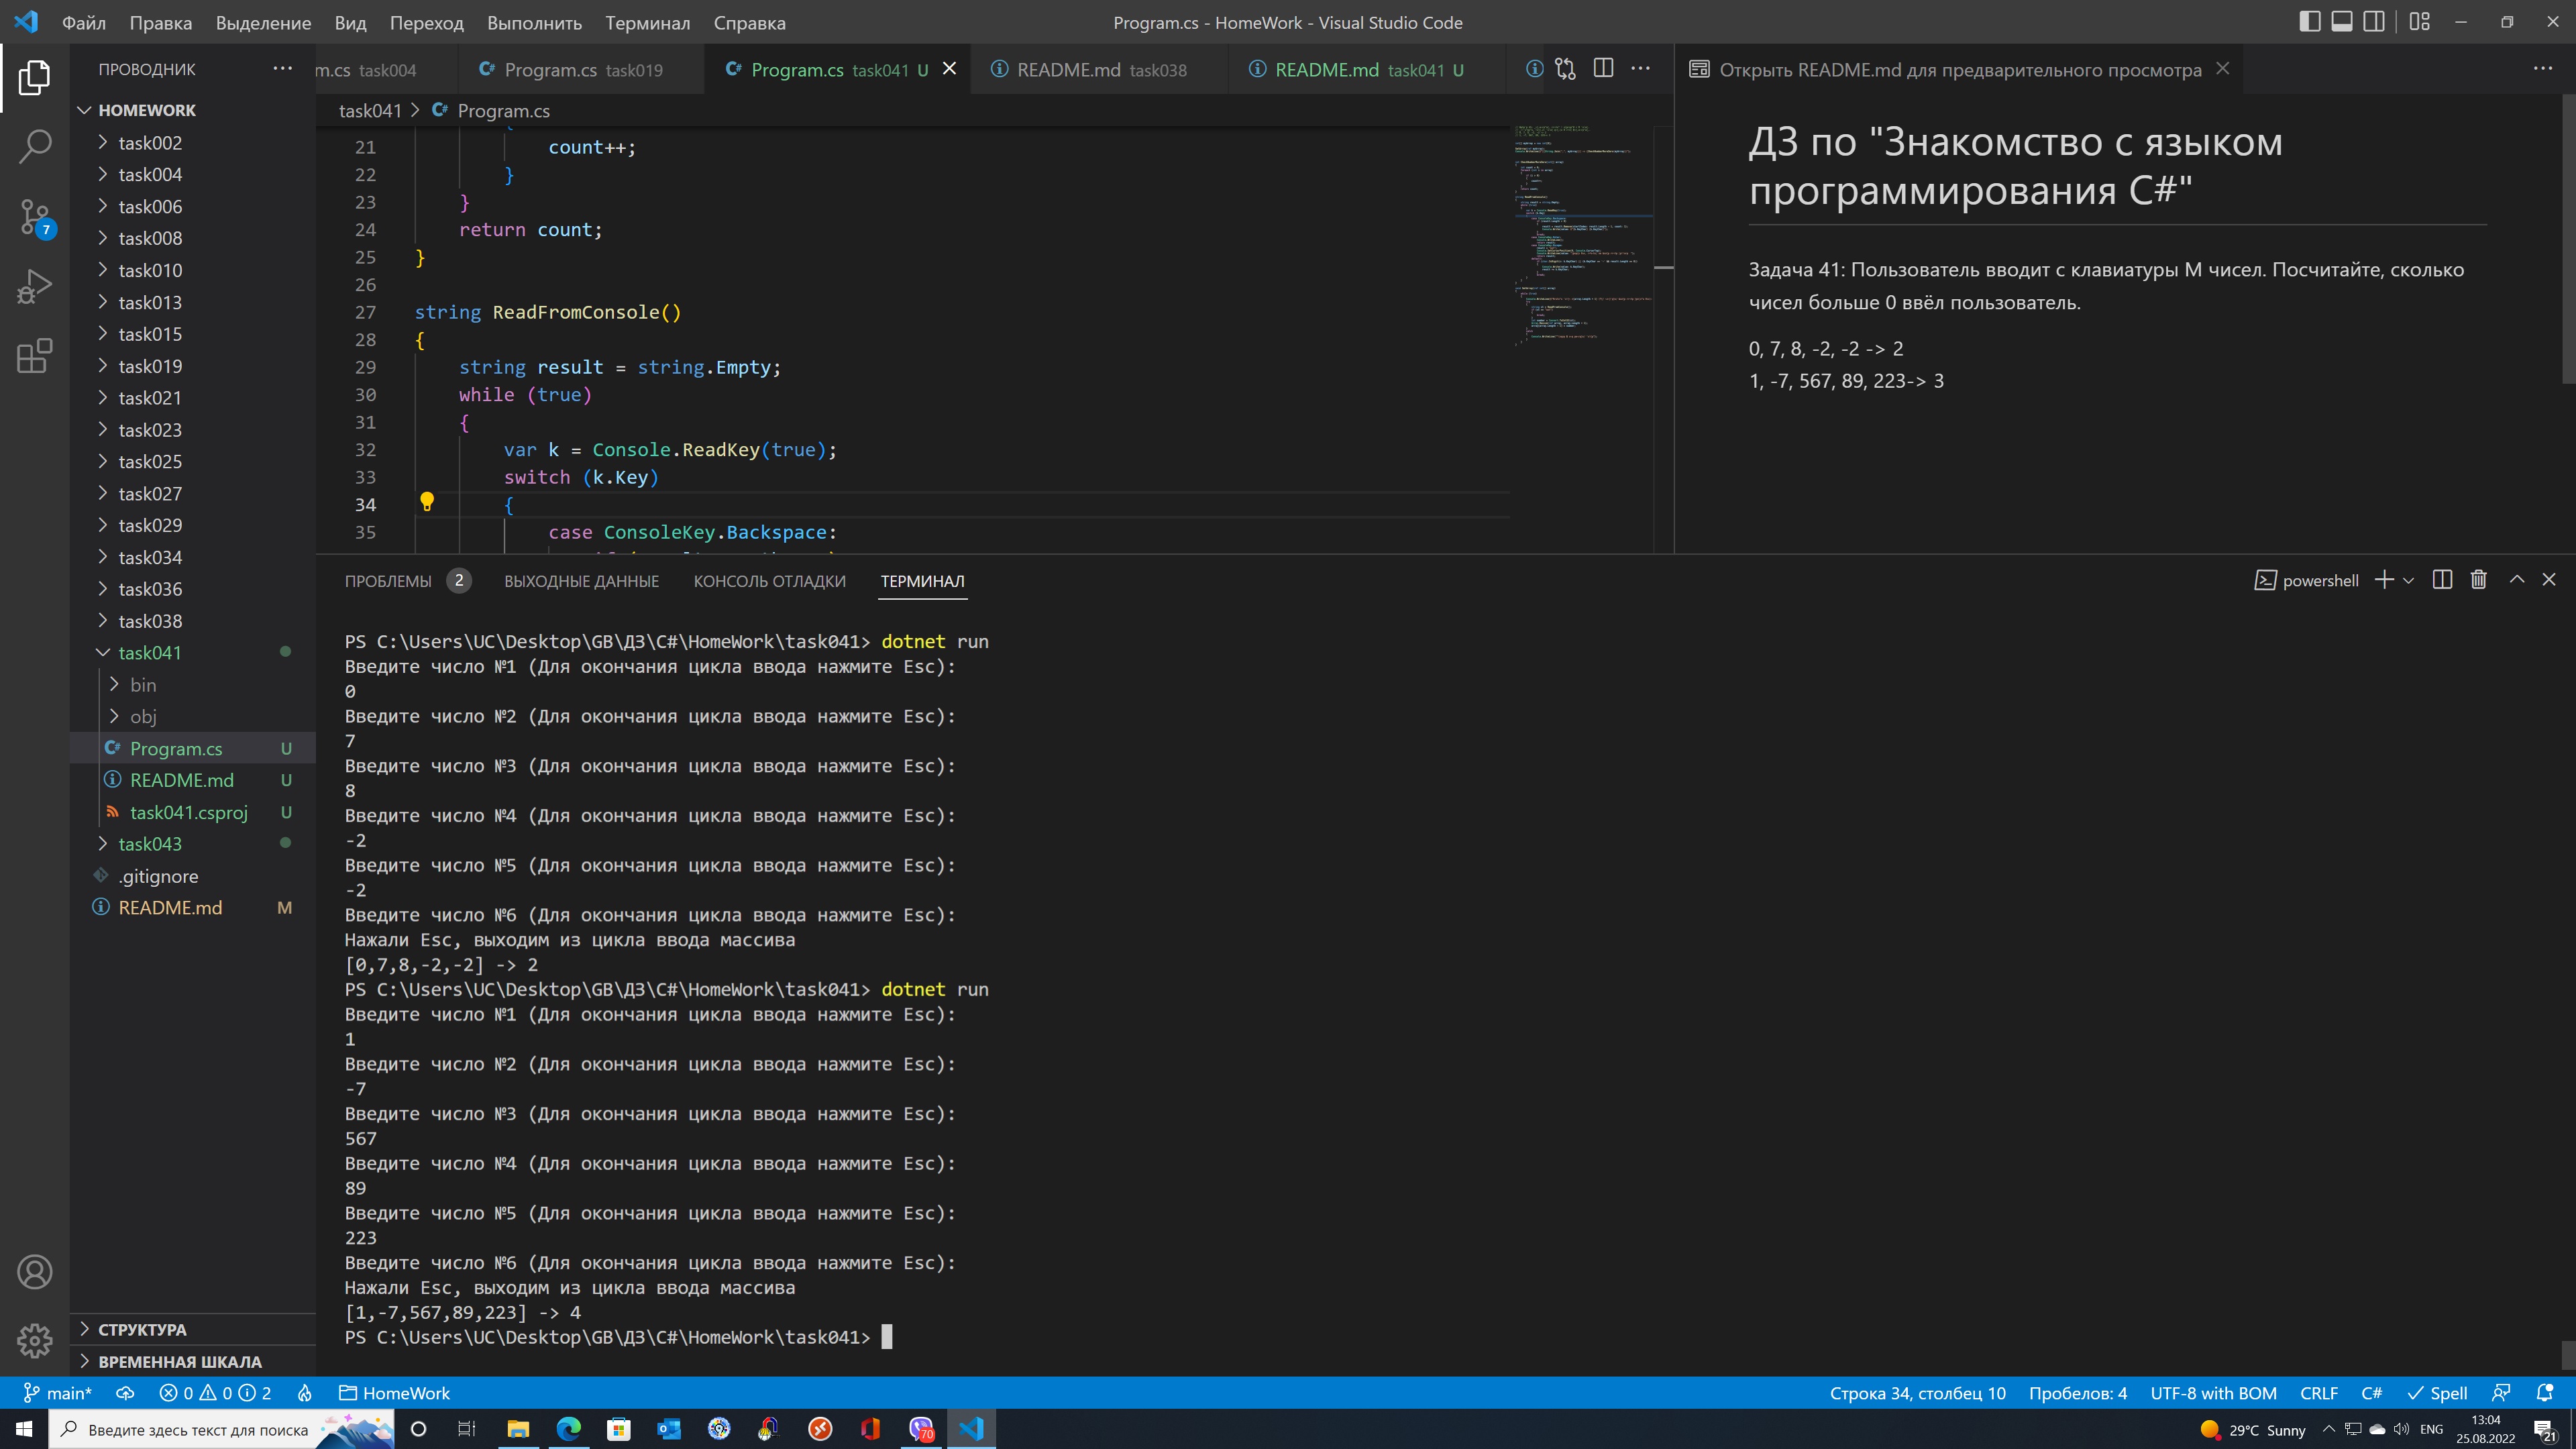 Файл Правка Выделение Вид Переход Выполнить Терминал Справка
Program.cs - HomeWork - Visual Studio Code
ПРОВОДНИК
HOMEWORK
task002
task004
task006
task008
task010
task013
task015
task019
task021
task023
task025
task027
task029
task034
task036
task038
task041
bin
obj
Program.cs U
README.md U
task041.csproj U
task043
.gitignore
README.md M
СТРУКТУРА
ВРЕМЕННАЯ ШКАЛА
7
m.cs task004
Program.cs task019
Program.cs task041 U
README.md task038
README.md task041 U
task041 > Program.cs
21 count++;
22 }
23 }
24 return count;
25 }
26
27 string ReadFromConsole()
28 {
29 string result = string.Empty;
30 while (true)
31 {
32 var k = Console.ReadKey(true);
33 switch (k.Key)
34 {
35 case ConsoleKey.Backspace:
Открыть README.md для предварительного просмотра
ДЗ по "Знакомство с языком
программирования C#"
Задача 41: Пользователь вводит с клавиатуры M чисел. Посчитайте, сколько
чисел больше 0 ввёл пользователь.
0, 7, 8, -2, -2 -> 2
1, -7, 567, 89, 223-> 3
ПРОБЛЕМЫ 2 ВЫХОДНЫЕ ДАННЫЕ КОНСОЛЬ ОТЛАДКИ ТЕРМИНАЛ
powershell
PS C:\Users\UC\Desktop\GB\ДЗ\C#\HomeWork\task041> dotnet run
Введите число №1 (Для окончания цикла ввода нажмите Esc):
0
Введите число №2 (Для окончания цикла ввода нажмите Esc):
7
Введите число №3 (Для окончания цикла ввода нажмите Esc):
8
Введите число №4 (Для окончания цикла ввода нажмите Esc):
-2
Введите число №5 (Для окончания цикла ввода нажмите Esc):
-2
Введите число №6 (Для окончания цикла ввода нажмите Esc):
Нажали Esc, выходим из цикла ввода массива
[0,7,8,-2,-2] -> 2
PS C:\Users\UC\Desktop\GB\ДЗ\C#\HomeWork\task041> dotnet run
Введите число №1 (Для окончания цикла ввода нажмите Esc):
1
Введите число №2 (Для окончания цикла ввода нажмите Esc):
-7
Введите число №3 (Для окончания цикла ввода нажмите Esc):
567
Введите число №4 (Для окончания цикла ввода нажмите Esc):
89
Введите число №5 (Для окончания цикла ввода нажмите Esc):
223
Введите число №6 (Для окончания цикла ввода нажмите Esc):
Нажали Esc, выходим из цикла ввода массива
[1,-7,567,89,223] -> 4
PS C:\Users\UC\Desktop\GB\ДЗ\C#\HomeWork\task041>
main* 0 0 2 HomeWork
Строка 34, столбец 10 Пробелов: 4 UTF-8 with BOM CRLF C# Spell
Введите здесь текст для поиска
70
29°C Sunny
ENG
13:04
25.08.2022
21